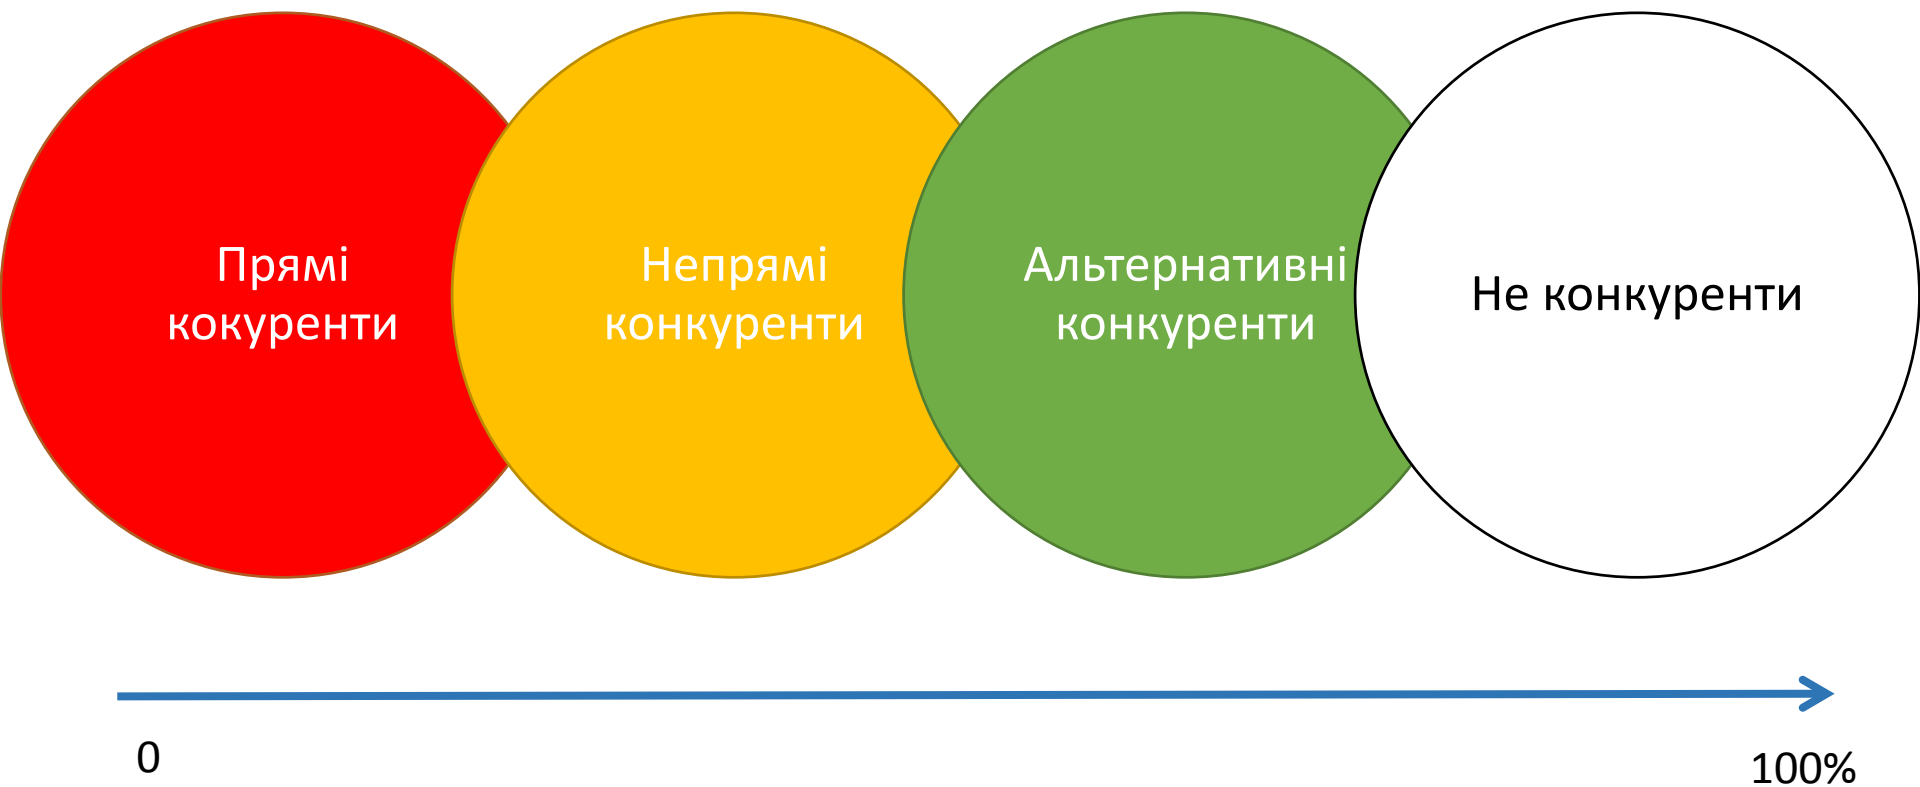 Прямі
кокуренти
Непрямі
конкуренти
Альтернативні
конкуренти
Не конкуренти
0
100%